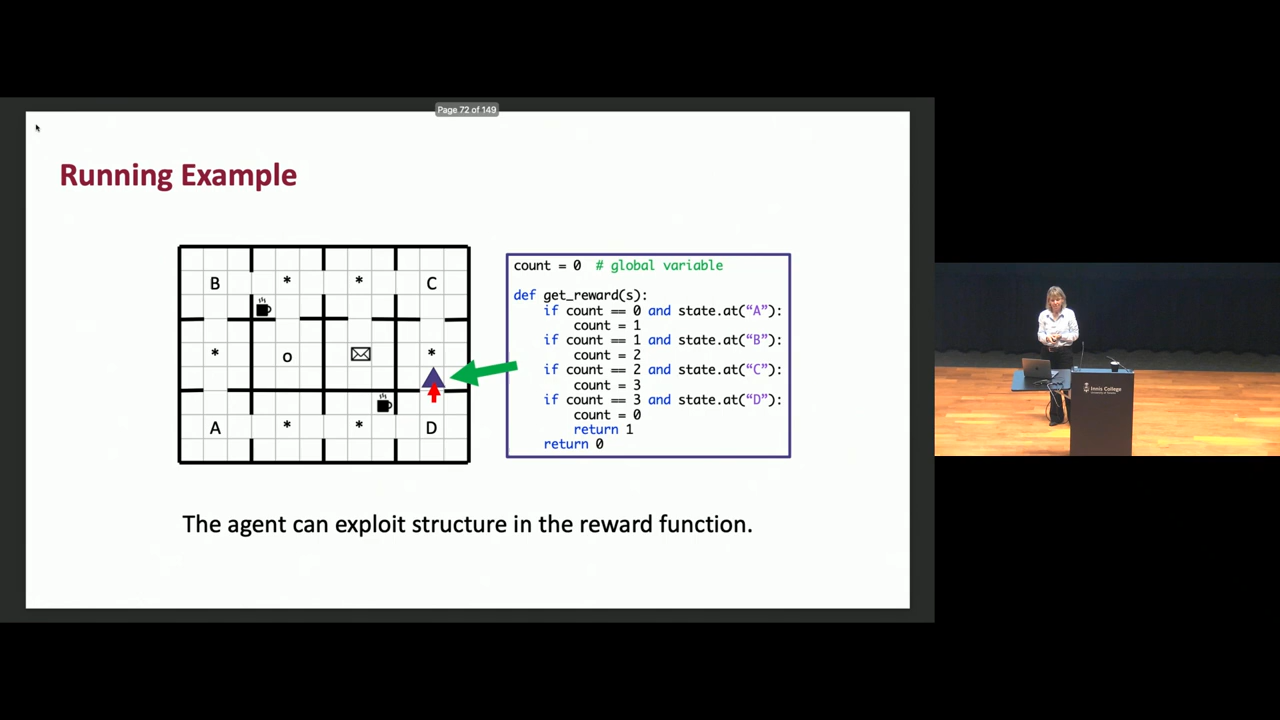 Page 72 of 149
Running Example
B * * C
* o *
A * * D
count = 0 # global variable
def get_reward(s):
if count == 0 and state.at(“A”):
count = 1
if count == 1 and state.at(“B”):
count = 2
if count == 2 and state.at(“C”):
count = 3
if count == 3 and state.at(“D”):
count = 0
return 1
return 0
The agent can exploit structure in the reward function.
Innis College